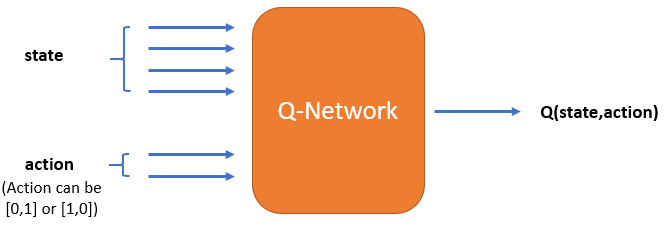 state
Q-Network
Q(state,action)
action
(Action can be
[0,1] or [1,0])